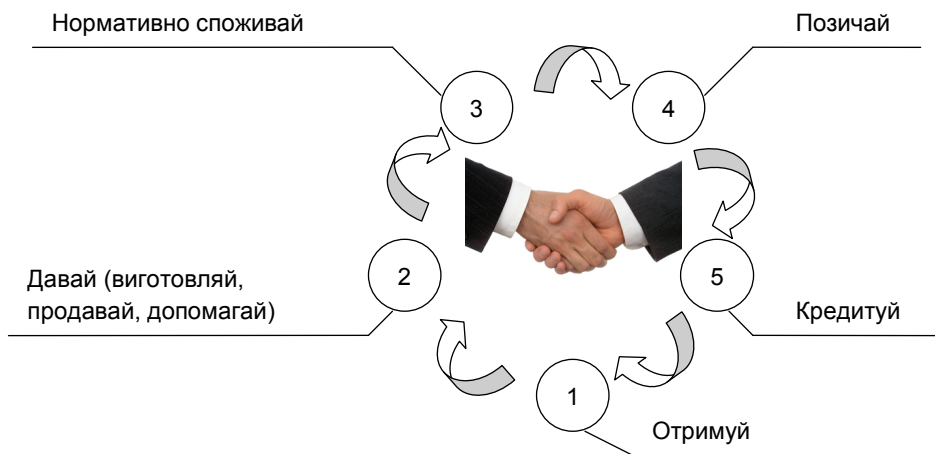 Нормативно споживай
Позичай
3
4
Давай (виготовляй,
продавай, допомагай)
2
5
Кредитуй
1
Отримуй